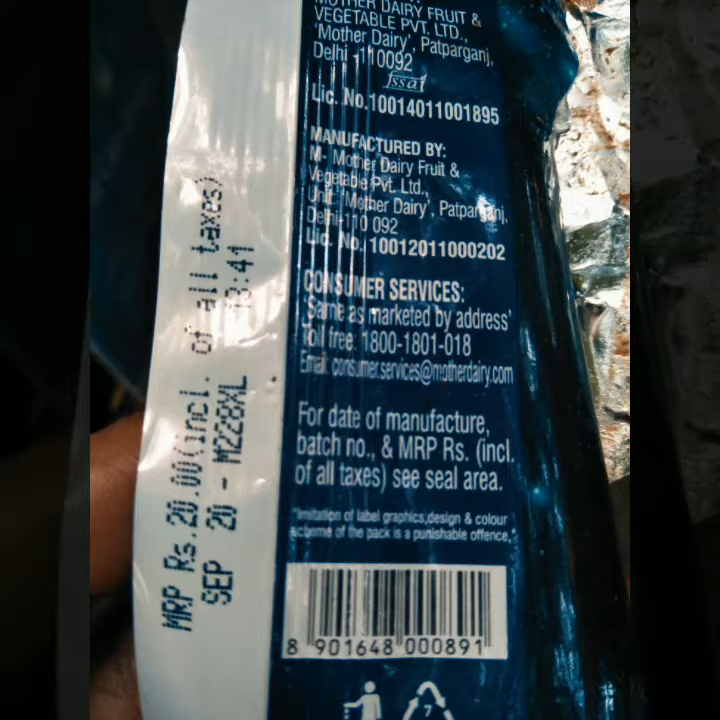 MOTHER DAIRY FRUIT &
VEGETABLE PVT. LTD.,
'Mother Dairy', Patparganj,
Delhi - 110092
fssai
Lic. No.10014011001895
MANUFACTURED BY:
M- Mother Dairy Fruit &
Vegetable Pvt. Ltd.,
Unit: 'Mother Dairy', Patparganj,
Delhi-110 092
Lic. No. 10012011000202
CONSUMER SERVICES:
'Same as marketed by address'
Toll free: 1800-1801-018
Email: consumer.services@motherdairy.com
For date of manufacture,
batch no., & MRP Rs. (incl.
of all taxes) see seal area.
"Imitation of label graphics,design & colour
scheme of the pack is a punishable offence,"
8 901648 000891
7
MRP Rs.20.00(incl. of all taxes)
SEP 20 - M228XL :41